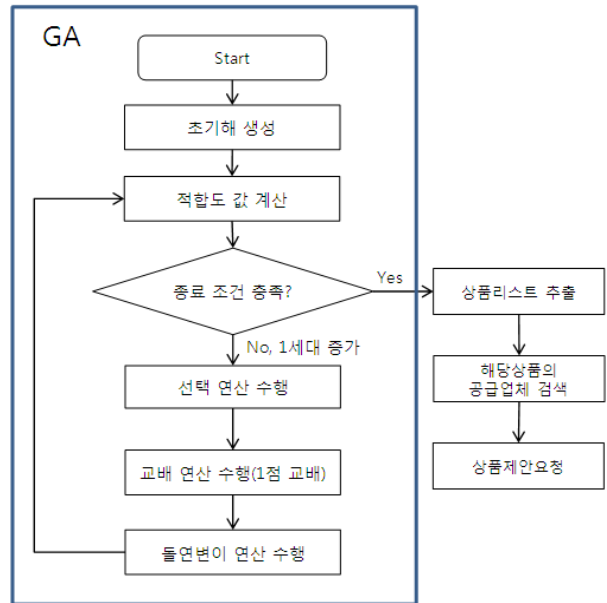 GA
Start
초기해 생성
적합도 값 계산
종료 조건 충족?
Yes
상품리스트 추출
No, 1세대 증가
해당상품의
공급업체 검색
선택 연산 수행
교배 연산 수행(1점 교배)
상품제안요청
돌연변이 연산 수행